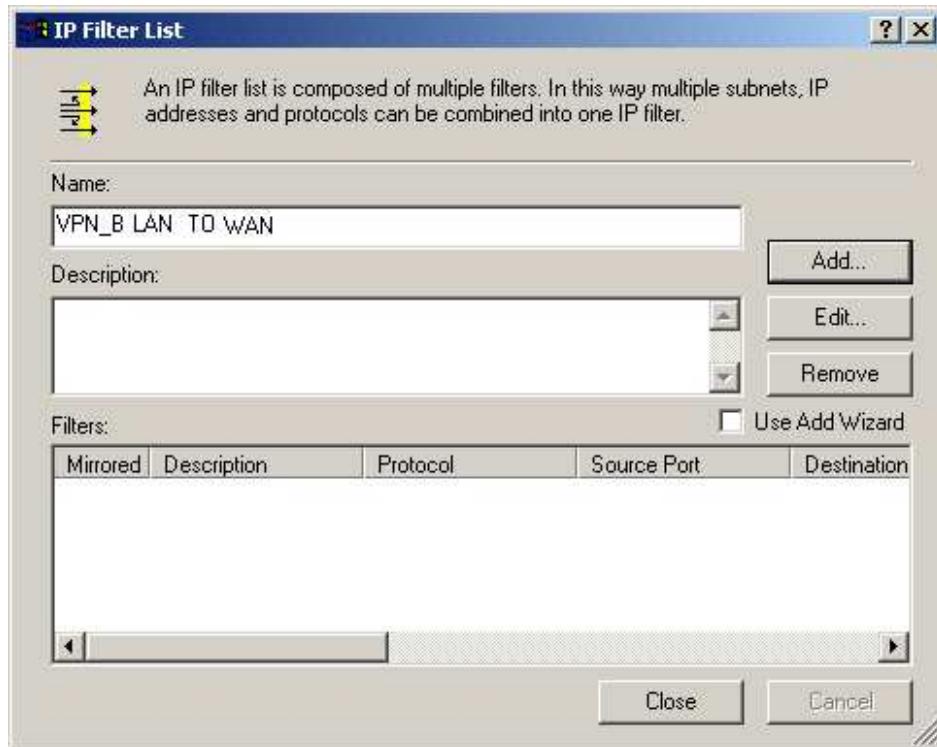 IP Filter List
An IP filter list is composed of multiple filters. In this way multiple subnets, IP
addresses and protocols can be combined into one IP filter.
Name:
VPN_B LAN TO WAN
Add...
Description:
Edit...
Remove
Filters:
Use Add Wizard
Mirrored Description Protocol Source Port Destination
Close Cancel